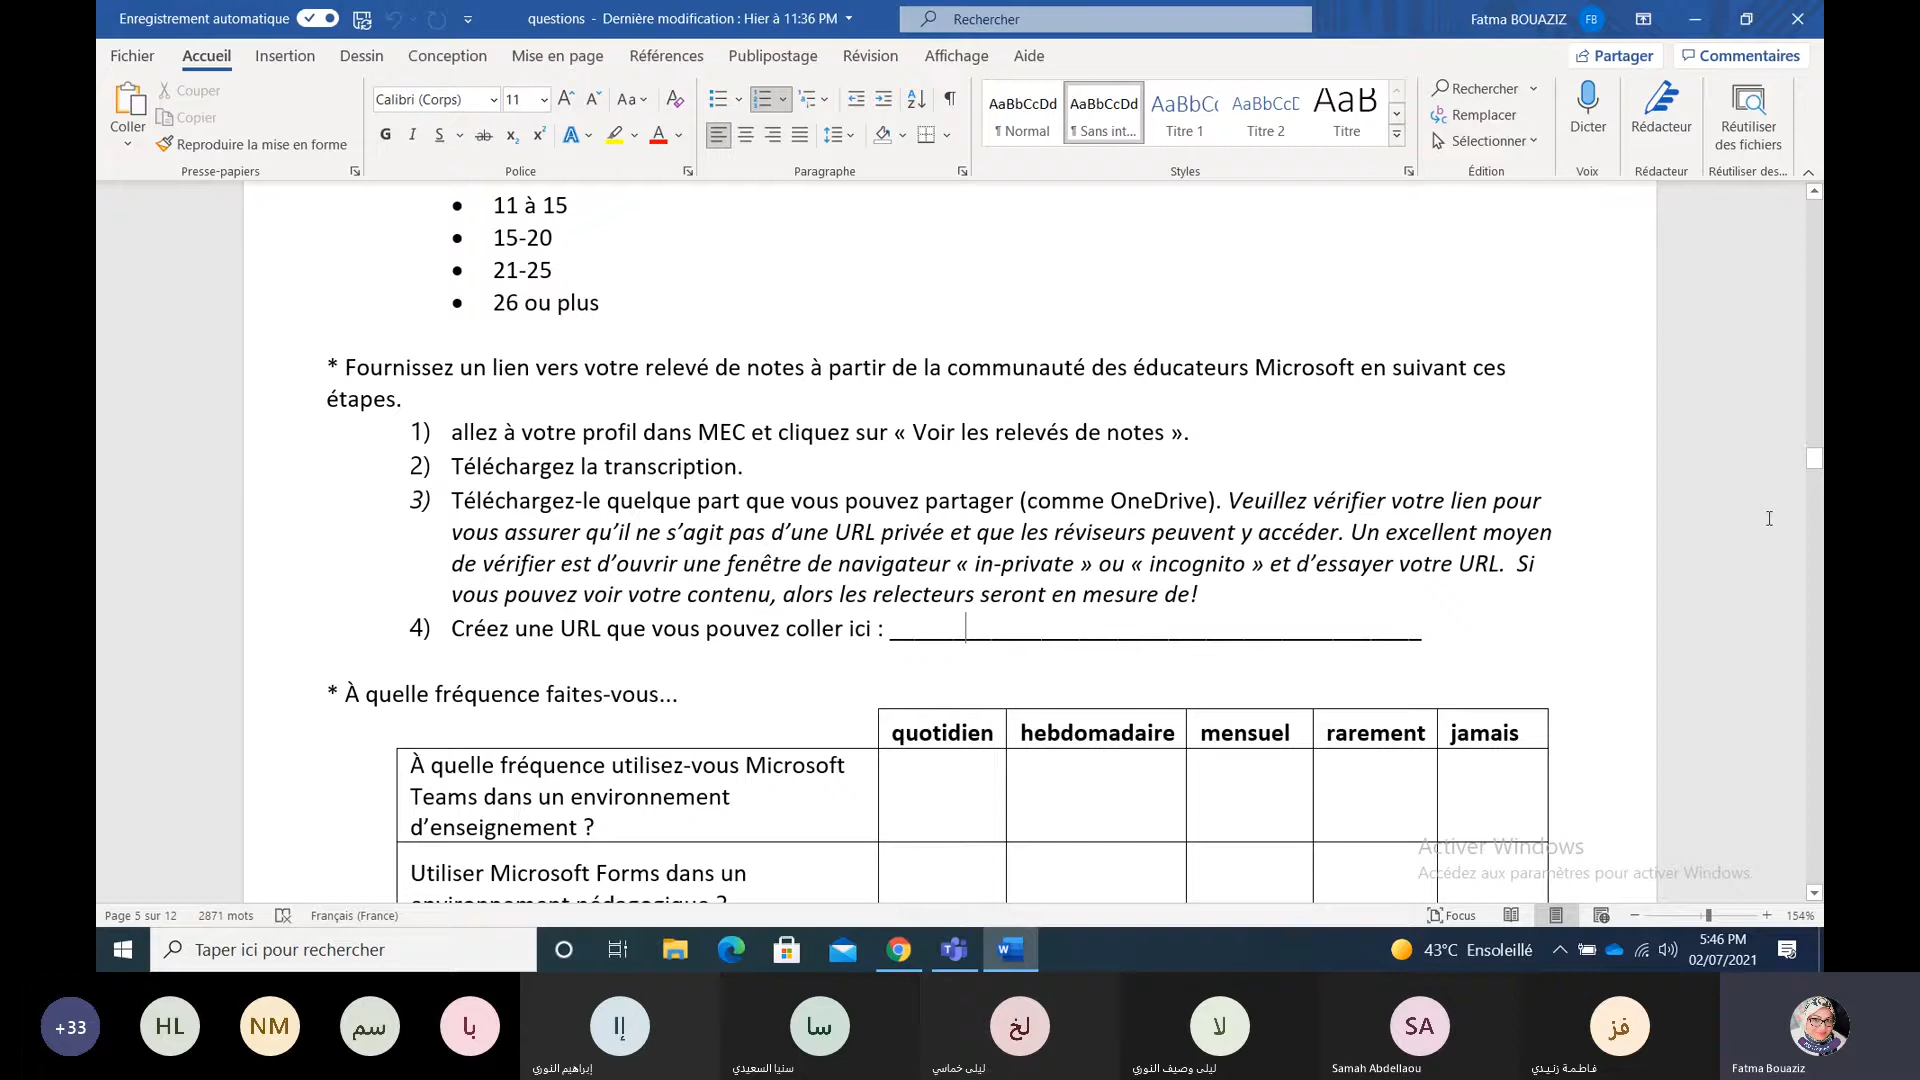 Enregistrement automatique
questions - Dernière modification : Hier à 11:36 PM
Rechercher
Fatma BOUAZIZ FB
Fichier Accueil Insertion Dessin Conception Mise en page Références Publipostage Révision Affichage Aide Partager Commentaires
Coller
Couper
Copier
Reproduire la mise en forme
Presse-papiers
Calibri (Corps) 11
Police
Paragraphe
AaBbCcDd AaBbCcDd AaBbCc AaBbCcC AaB
¶ Normal ¶ Sans int... Titre 1 Titre 2 Titre
Styles
Rechercher
Remplacer
Sélectionner
Édition
Dicter
Voix
Rédacteur
Rédacteur
Réutiliser
des fichiers
Réutiliser des...
• 11 à 15
• 15-20
• 21-25
• 26 ou plus
* Fournissez un lien vers votre relevé de notes à partir de la communauté des éducateurs Microsoft en suivant ces
étapes.
1) allez à votre profil dans MEC et cliquez sur « Voir les relevés de notes ».
2) Téléchargez la transcription.
3) Téléchargez-le quelque part que vous pouvez partager (comme OneDrive). Veuillez vérifier votre lien pour
vous assurer qu’il ne s’agit pas d’une URL privée et que les réviseurs peuvent y accéder. Un excellent moyen
de vérifier est d’ouvrir une fenêtre de navigateur « in-private » ou « incognito » et d’essayer votre URL. Si
vous pouvez voir votre contenu, alors les relecteurs seront en mesure de!
4) Créez une URL que vous pouvez coller ici :
* À quelle fréquence faites-vous...
quotidien hebdomadaire mensuel rarement jamais
À quelle fréquence utilisez-vous Microsoft
Teams dans un environnement
d’enseignement ?
Utiliser Microsoft Forms dans un
environnement pédagogique ?
Activer Windows
Accédez aux paramètres pour activer Windows.
Page 5 sur 12 2871 mots Français (France) Focus 154%
Taper ici pour rechercher
43°C Ensoleillé
5:46 PM
02/07/2021
+33 HL NM سم با إا سا لخ لا SA فز
إبراهيم النوري
سنيا السعيدي
ليلى خماسي
ليلى وصيف النوري
Samah Abdellaou
فاطمة زنيدي
Fatma Bouaziz